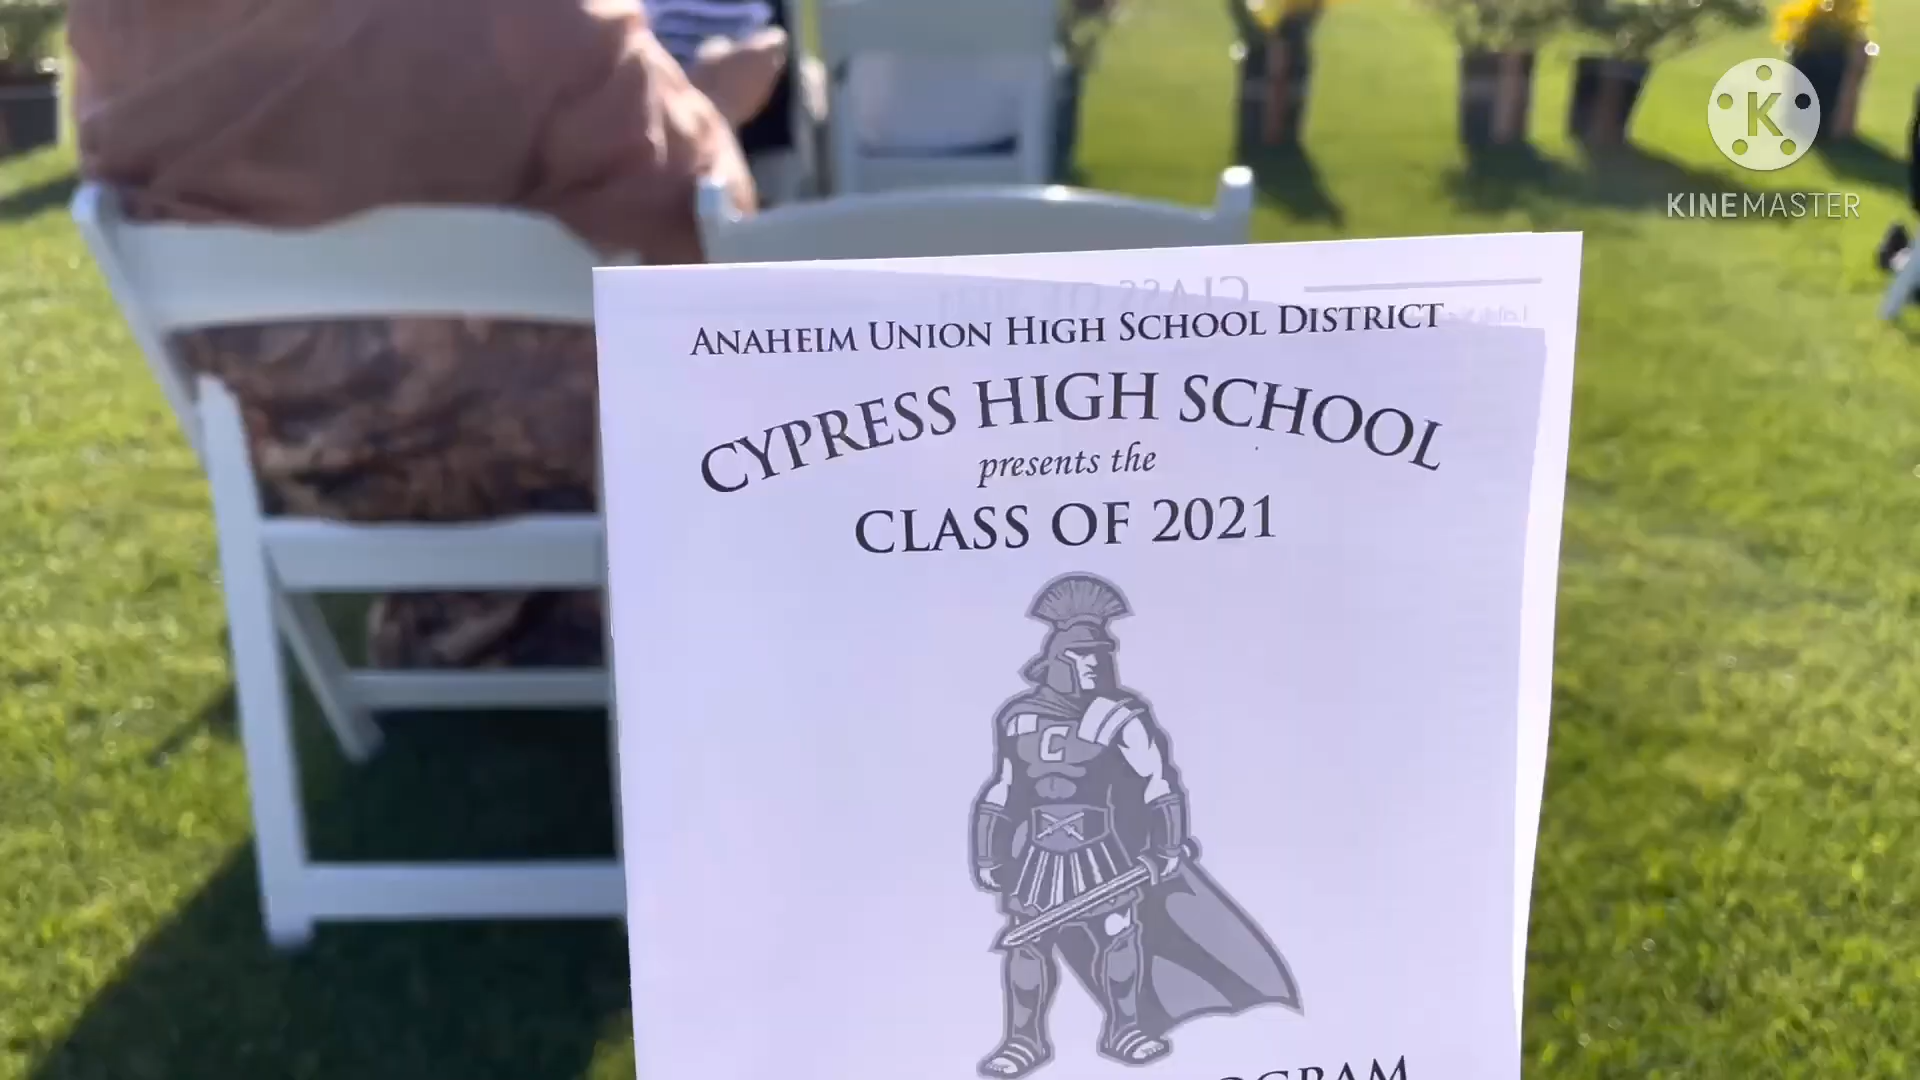 K
KINEMASTER
ANAHEIM UNION HIGH SCHOOL DISTRICT
CYPRESS HIGH SCHOOL
presents the
CLASS OF 2021
C